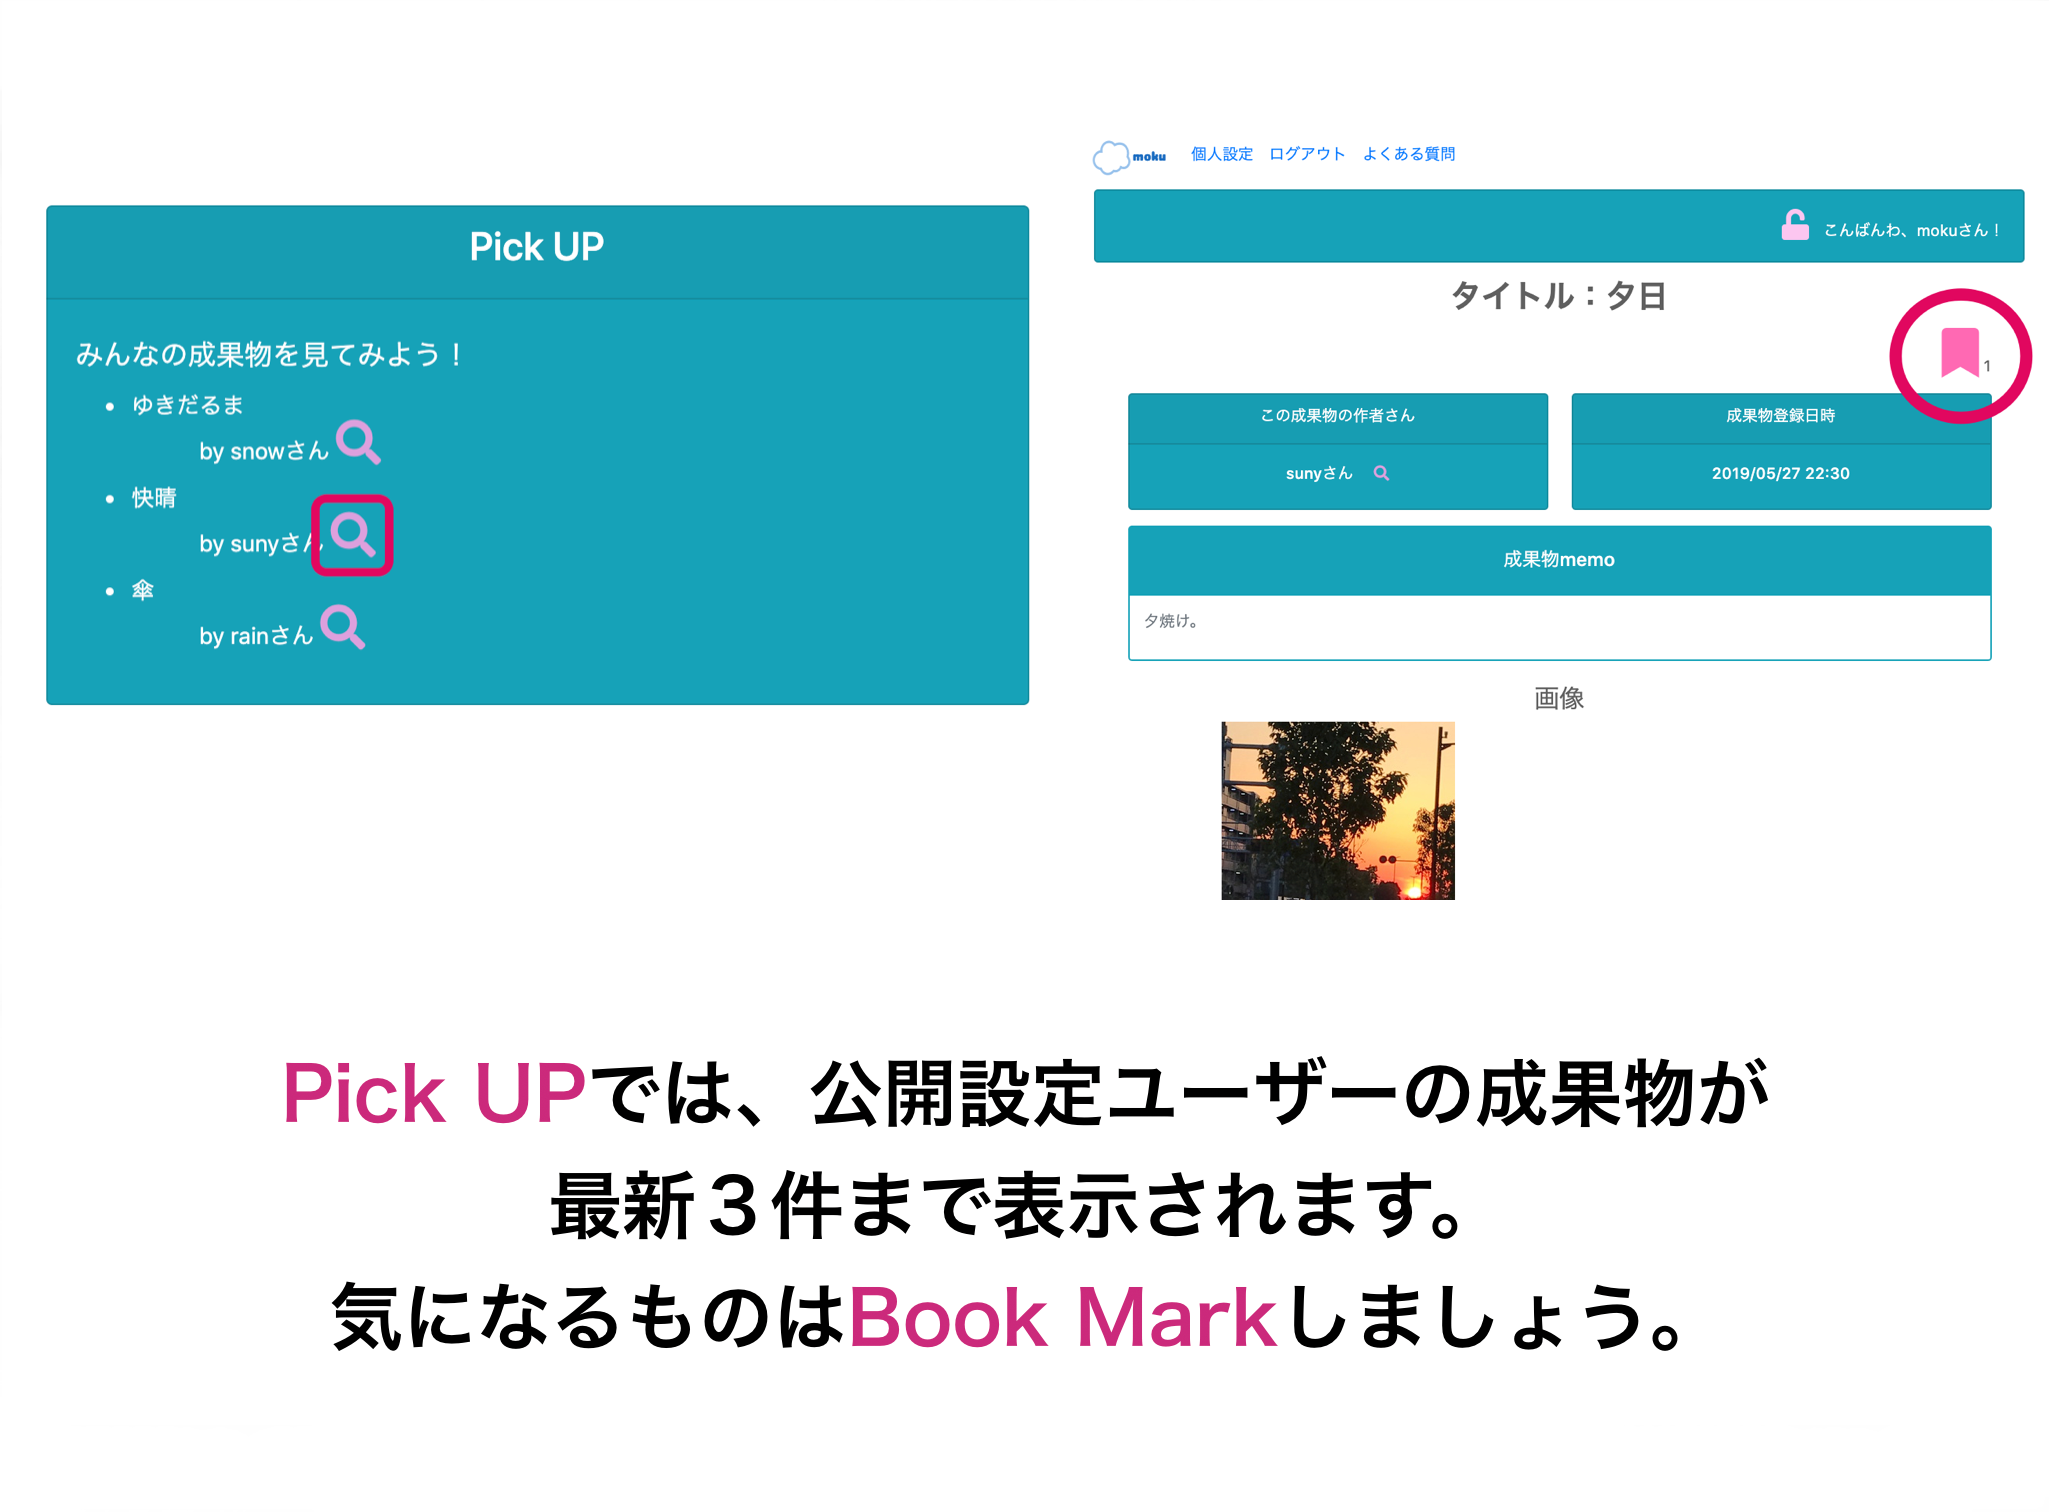 Pick UP
みんなの成果物を見てみよう！
• ゆきだるま
by snowさん
• 快晴
by sunyさん
• 傘
by rainさん
moku 個人設定 ログアウト よくある質問
こんばんわ、mokuさん！
タイトル：夕日
1
この成果物の作者さん
sunyさん
成果物登録日時
2019/05/27 22:30
成果物memo
夕焼け。
画像
Pick UPでは、公開設定ユーザーの成果物が
最新３件まで表示されます。
気になるものはBook Markしましょう。